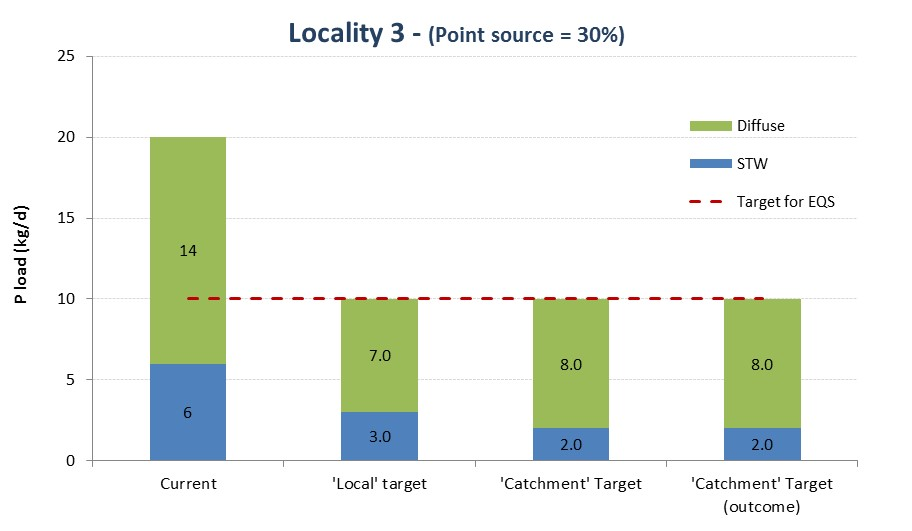 Locality 3 - (Point source = 30%)
25
20
15
10
5
0
P load (kg/d)
Diffuse
STW
Target for EQS
14
6
7.0
3.0
8.0
2.0
8.0
2.0
Current
'Local' target
'Catchment' Target
'Catchment' Target
(outcome)